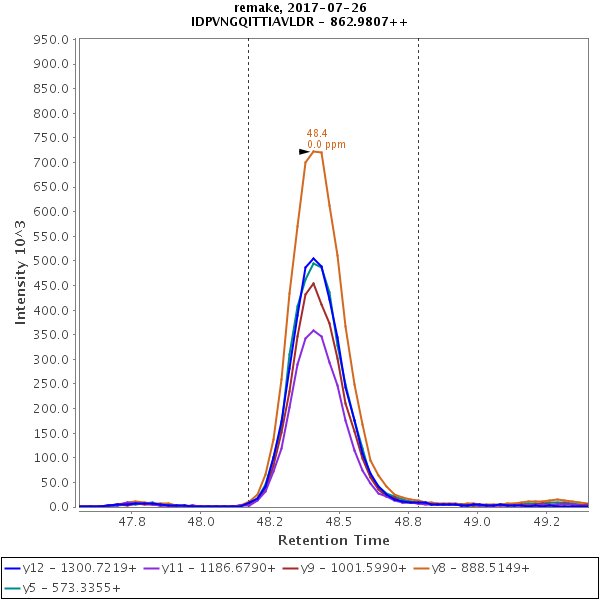 remake, 2017-07-26
IDPVNGQITTIAVLDR - 862.9807++
950.0
900.0
850.0
800.0
750.0
700.0
650.0
600.0
550.0
500.0
450.0
400.0
350.0
300.0
250.0
200.0
150.0
100.0
50.0
0.0
Intensity 10^3
48.4
0.0 ppm
47.8 48.0 48.2 48.5 48.8 49.0 49.2
Retention Time
y12 - 1300.7219+ y11 - 1186.6790+ y9 - 1001.5990+ y8 - 888.5149+
y5 - 573.3355+